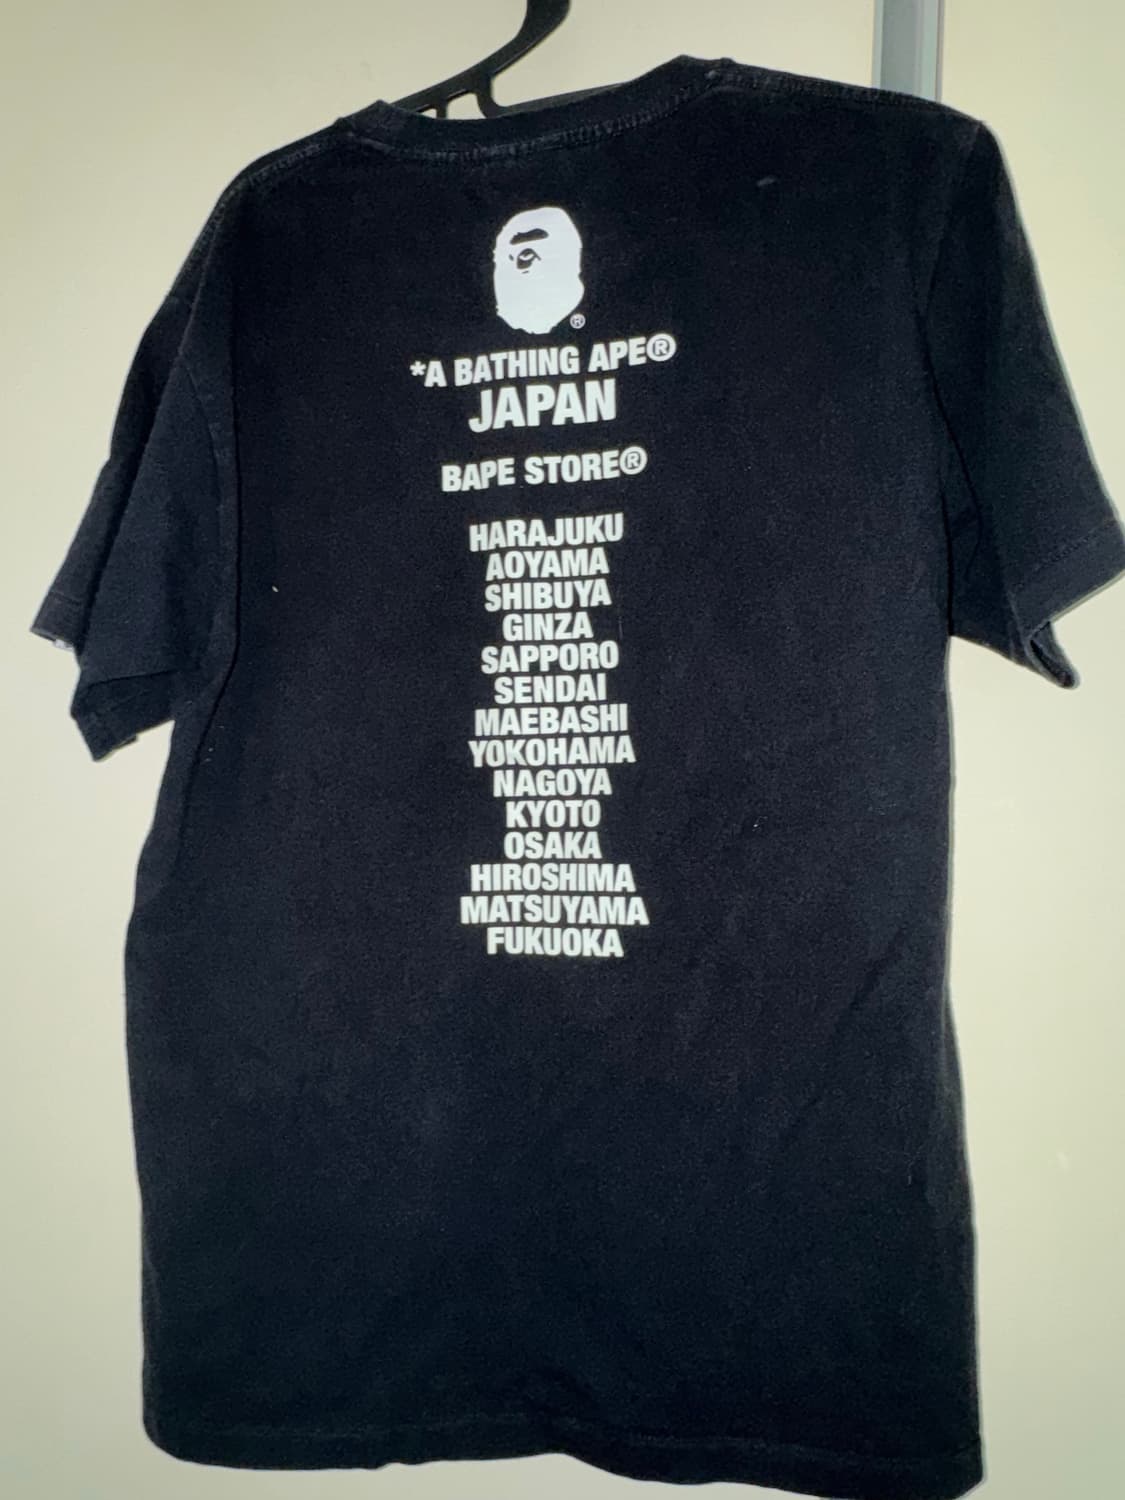 ®
*A BATHING APE®
JAPAN
BAPE STORE®
HARAJUKU
AOYAMA
SHIBUYA
GINZA
SAPPORO
SENDAI
MAEBASHI
YOKOHAMA
NAGOYA
KYOTO
OSAKA
HIROSHIMA
MATSUYAMA
FUKUOKA